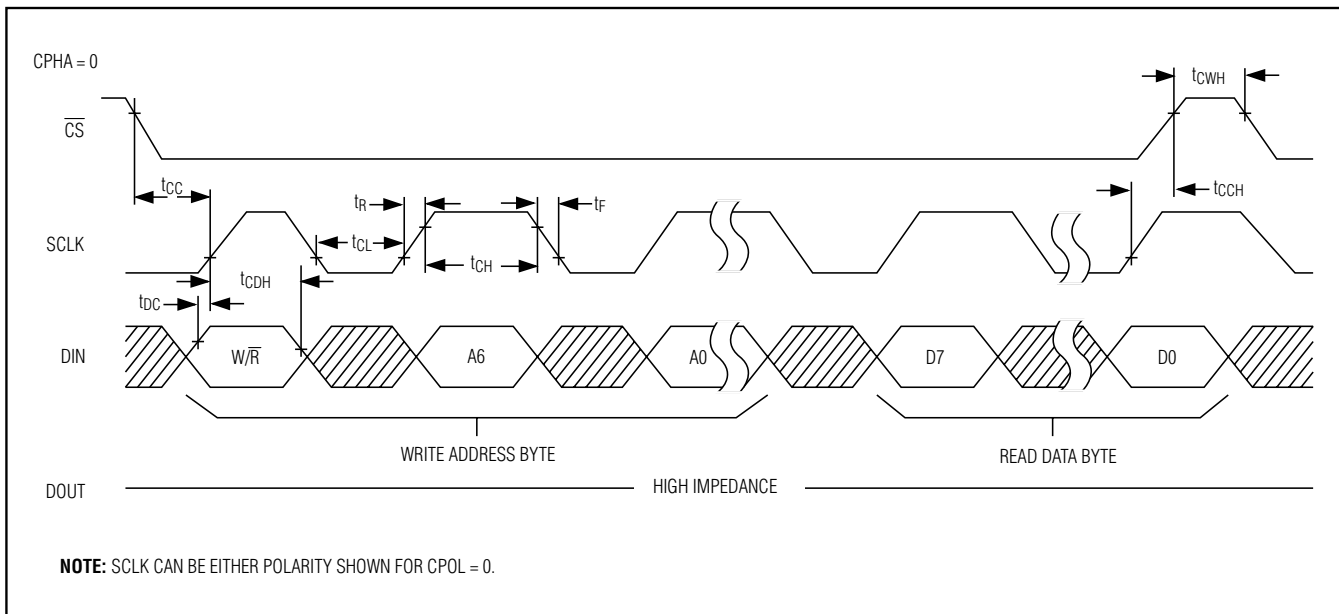 CPHA = 0
tCWH
CS
tCC
tCCH
tR
tF
SCLK
tCL
tCH
tCDH
tDC
DIN
W/R
A6
A0
D7
D0
WRITE ADDRESS BYTE
READ DATA BYTE
DOUT
HIGH IMPEDANCE
NOTE: SCLK CAN BE EITHER POLARITY SHOWN FOR CPOL = 0.